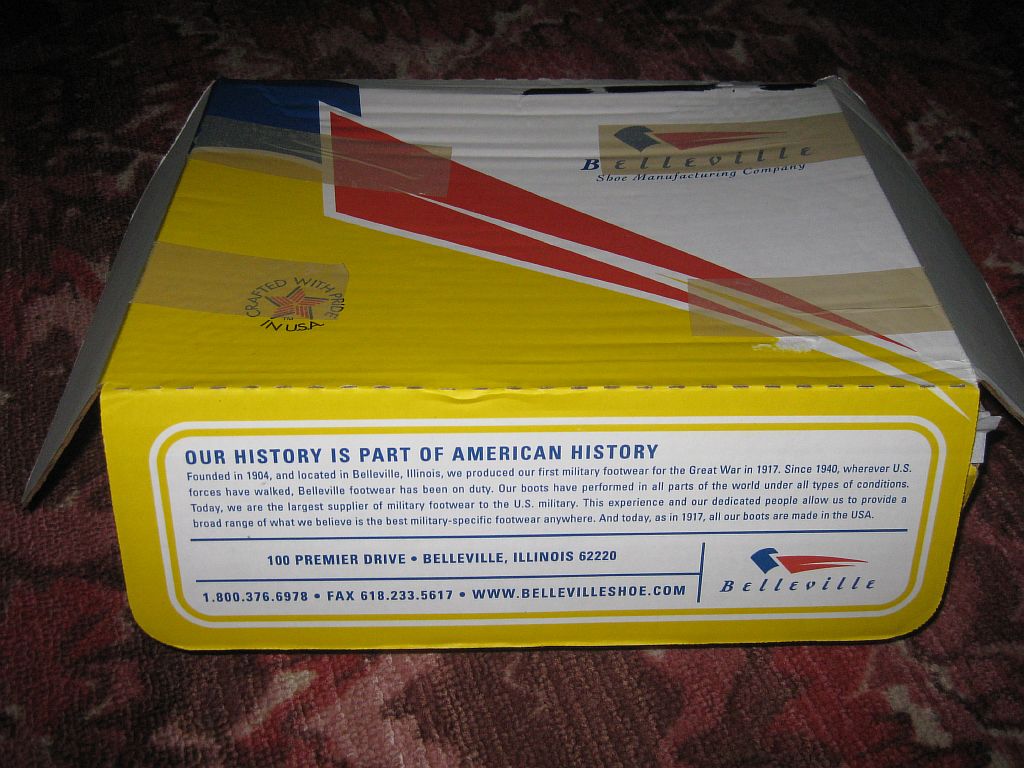 Belleville
Shoe Manufacturing Company
CRAFTED WITH PRIDE
TM
IN U.S.A.
OUR HISTORY IS PART OF AMERICAN HISTORY
Founded in 1904, and located in Belleville, Illinois, we produced our first military footwear for the Great War in 1917. Since 1940, wherever U.S.
forces have walked, Belleville footwear has been on duty. Our boots have performed in all parts of the world under all types of conditions.
Today, we are the largest supplier of military footwear to the U.S. military. This experience and our dedicated people allow us to provide a
broad range of what we believe is the best military-specific footwear anywhere. And today, as in 1917, all our boots are made in the USA.
100 PREMIER DRIVE • BELLEVILLE, ILLINOIS 62220
1.800.376.6978 • FAX 618.233.5617 • WWW.BELLEVILLESHOE.COM
Belleville